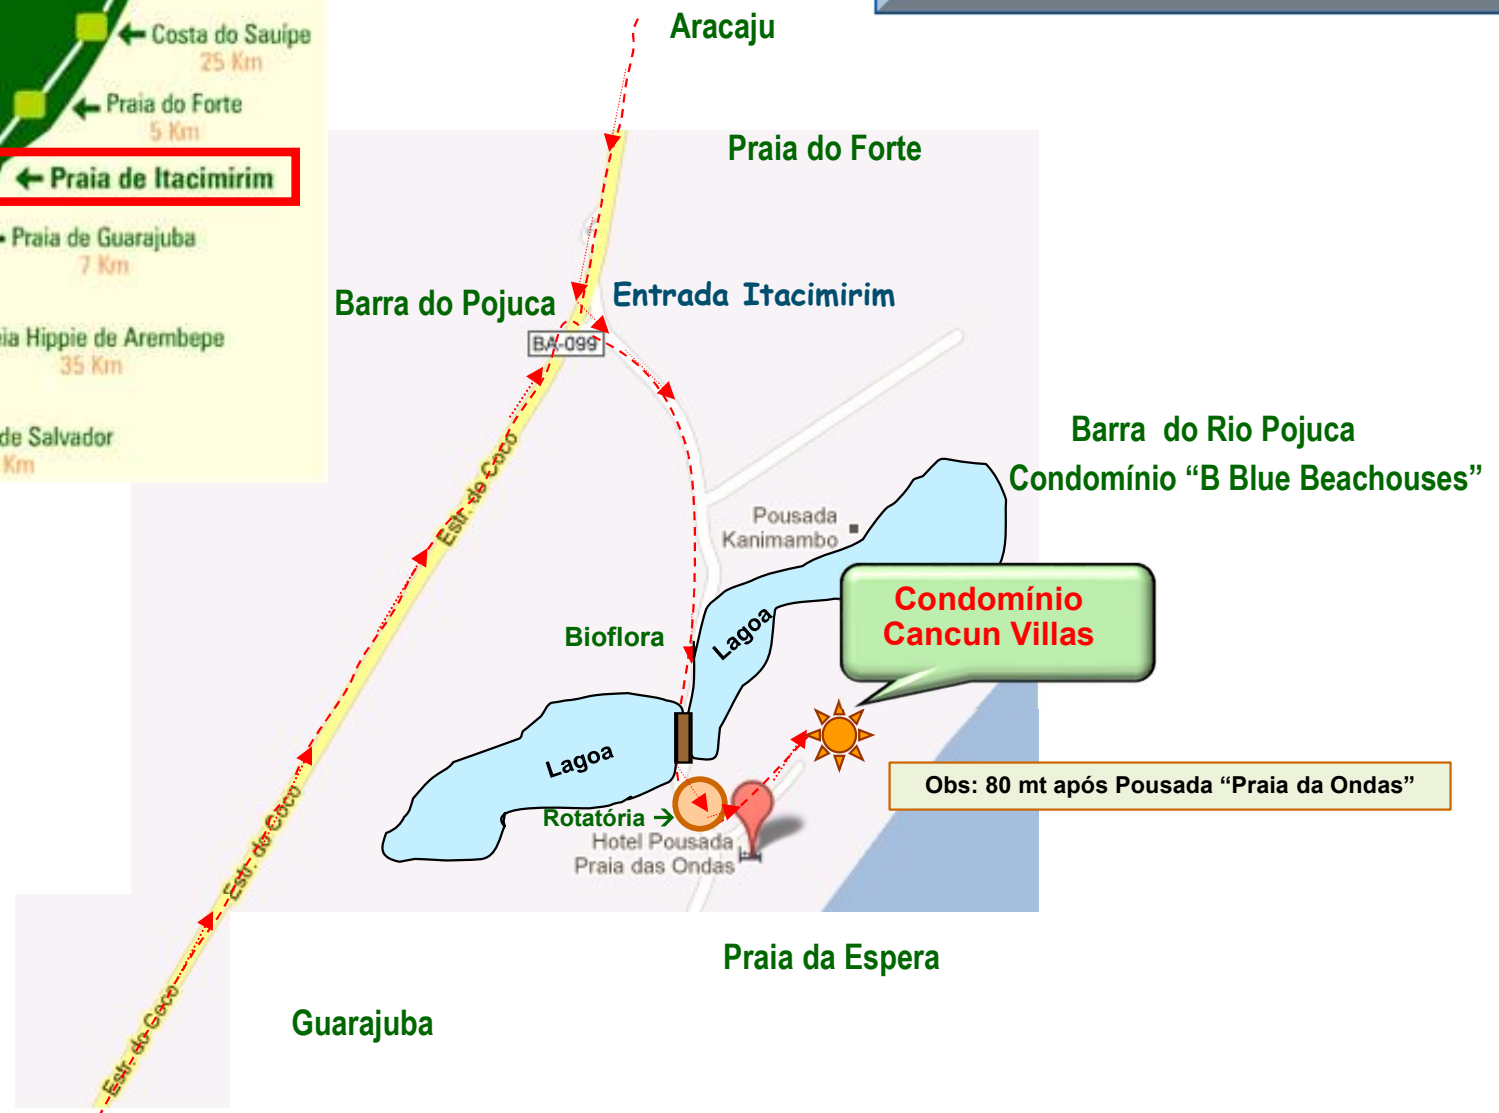 Costa do Sauípe
25 Km
Praia do Forte
5 Km
Praia de Itacimirim
Praia de Guarajuba
7 Km
Hippie de Arembepe
35 Km
de Salvador
Km
Aracaju
Praia do Forte
Barra do Pojuca
Entrada Itacimirim
BA-099
Estr. do Coco
Barra do Rio Pojuca
Condomínio “B Blue Beachouses”
Pousada
Kanimambo
Condomínio
Cancun Villas
Bioflora
Lagoa
Lagoa
Obs: 80 mt após Pousada “Praia da Ondas”
Rotatória →
Hotel Pousada
Praia das Ondas
Estr. do Coco
Praia da Espera
Guarajuba
Estr. do Coco